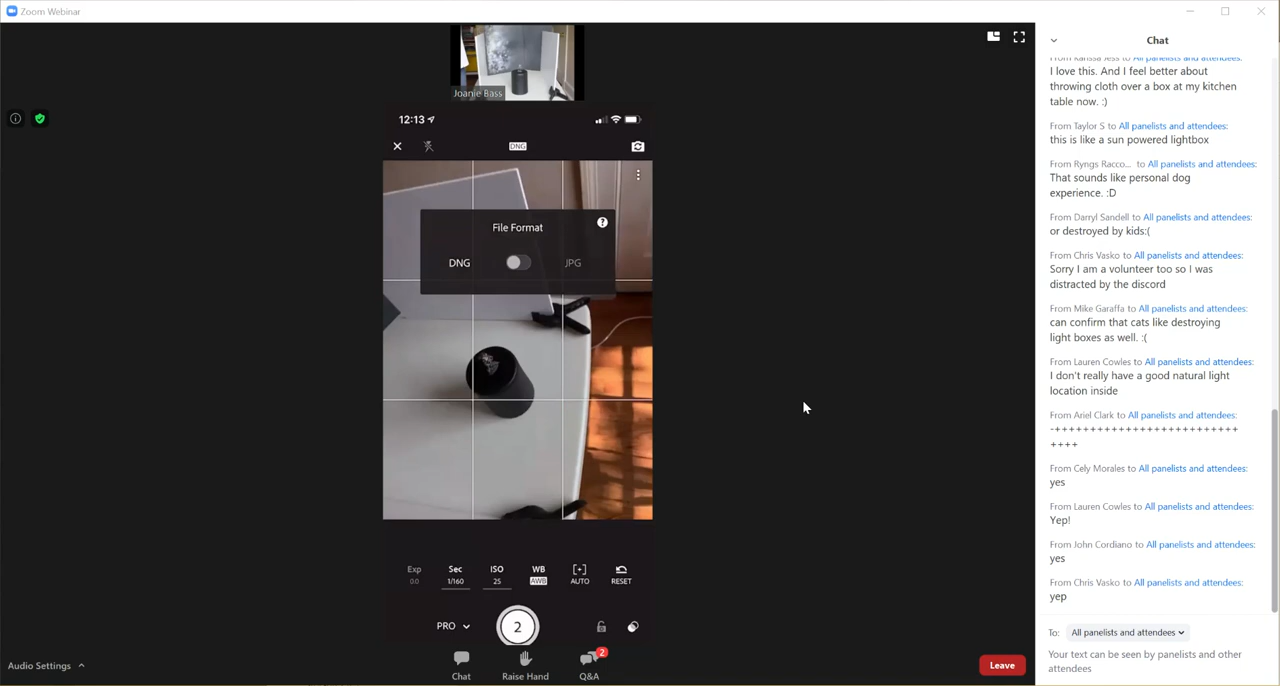 Zoom Webinar
Joanie Bass
12:13
DNG
File Format
?
DNG
JPG
Exp
0.0
Sec
1/160
ISO
25
WB
AWB
AUTO
RESET
PRO
2
Audio Settings
Chat
Raise Hand
2
Q&A
Leave
Chat
to All panelists and attendees:
I love this. And I feel better about
throwing cloth over a box at my kitchen
table now. :)
From Taylor S to All panelists and attendees:
this is like a sun powered lightbox
From Ryngs Racco... to All panelists and attendees:
That sounds like personal dog
experience. :D
From Darryl Sandell to All panelists and attendees:
or destroyed by kids:(
From Chris Vasko to All panelists and attendees:
Sorry I am a volunteer too so I was
distracted by the discord
From Mike Garaffa to All panelists and attendees:
can confirm that cats like destroying
light boxes as well. :(
From Lauren Cowles to All panelists and attendees:
I don't really have a good natural light
location inside
From Ariel Clark to All panelists and attendees:
-++++++++++++++++++++++++++
++++
From Cely Morales to All panelists and attendees:
yes
From Lauren Cowles to All panelists and attendees:
Yep!
From John Cordiano to All panelists and attendees:
yes
From Chris Vasko to All panelists and attendees:
yep
To: All panelists and attendees
Your text can be seen by panelists and other
attendees